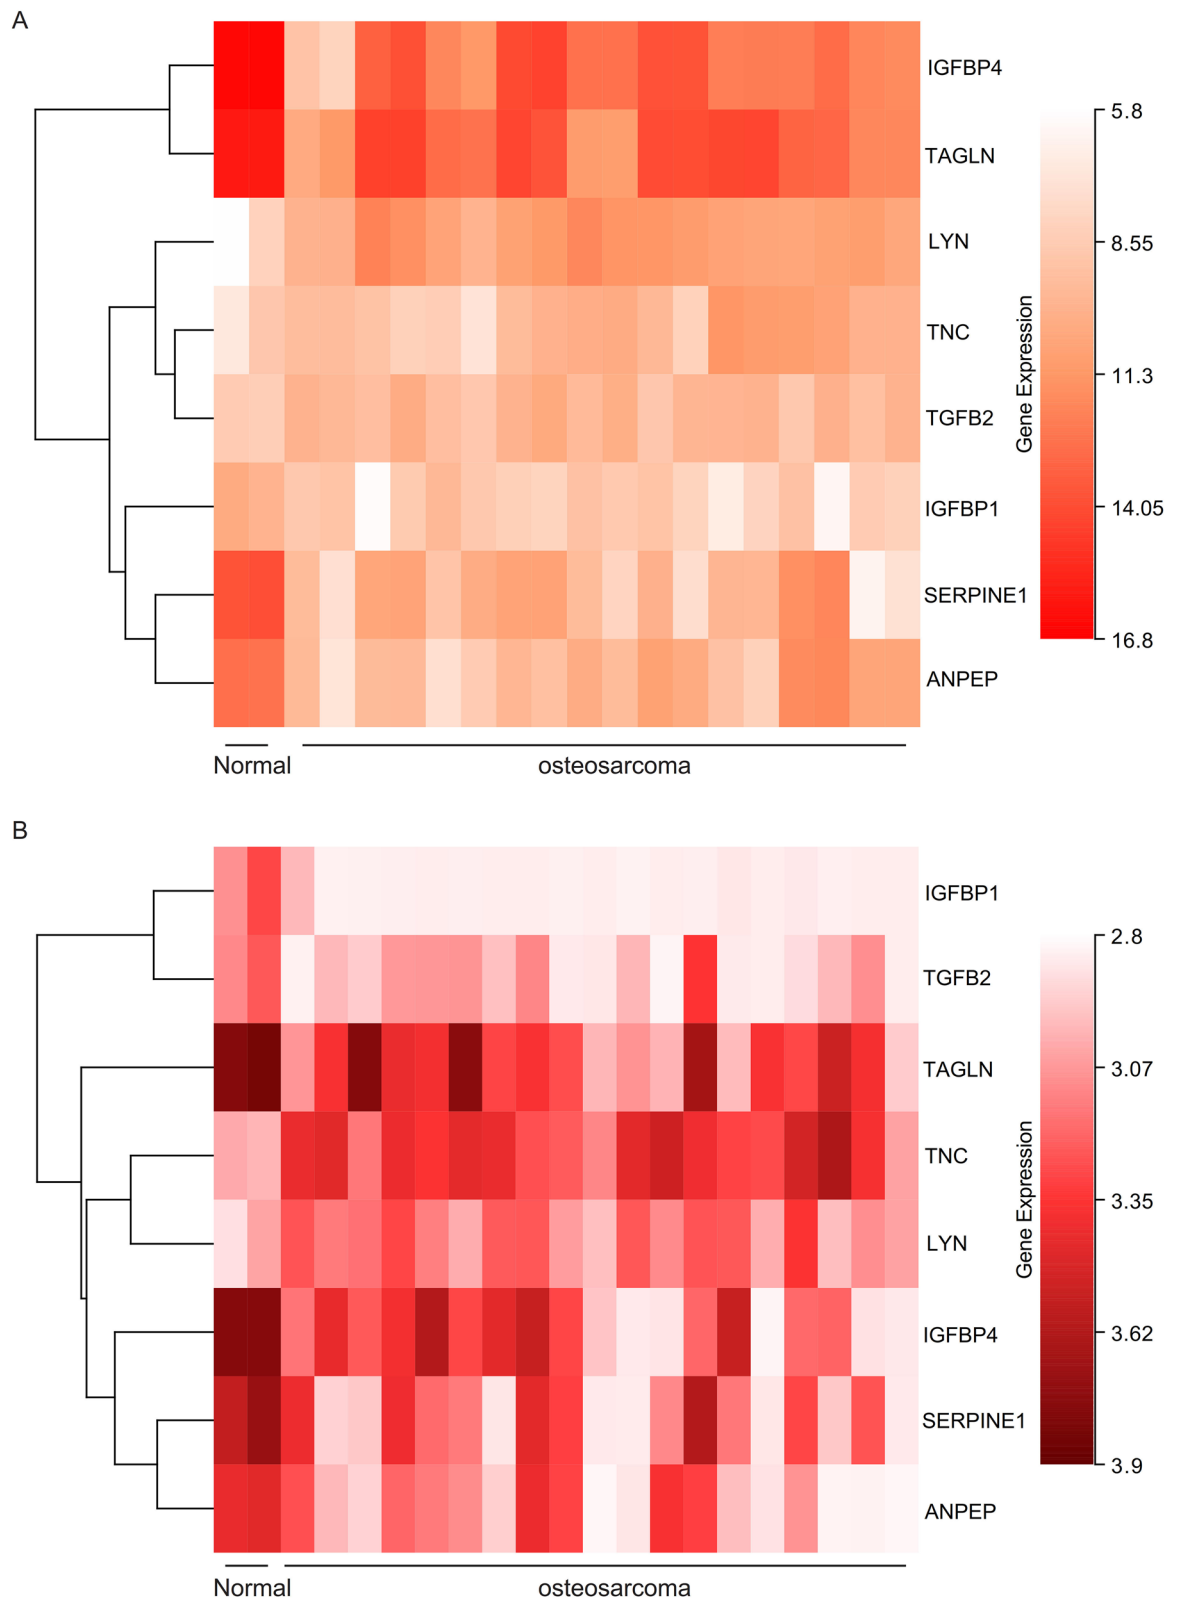 A
IGFBP4
TAGLN
LYN
TNC
TGFB2
IGFBP1
SERPINE1
ANPEP
Gene Expression
5.8
8.55
11.3
14.05
16.8
Normal
osteosarcoma
B
IGFBP1
TGFB2
TAGLN
TNC
LYN
IGFBP4
SERPINE1
ANPEP
Gene Expression
2.8
3.07
3.35
3.62
3.9
Normal
osteosarcoma